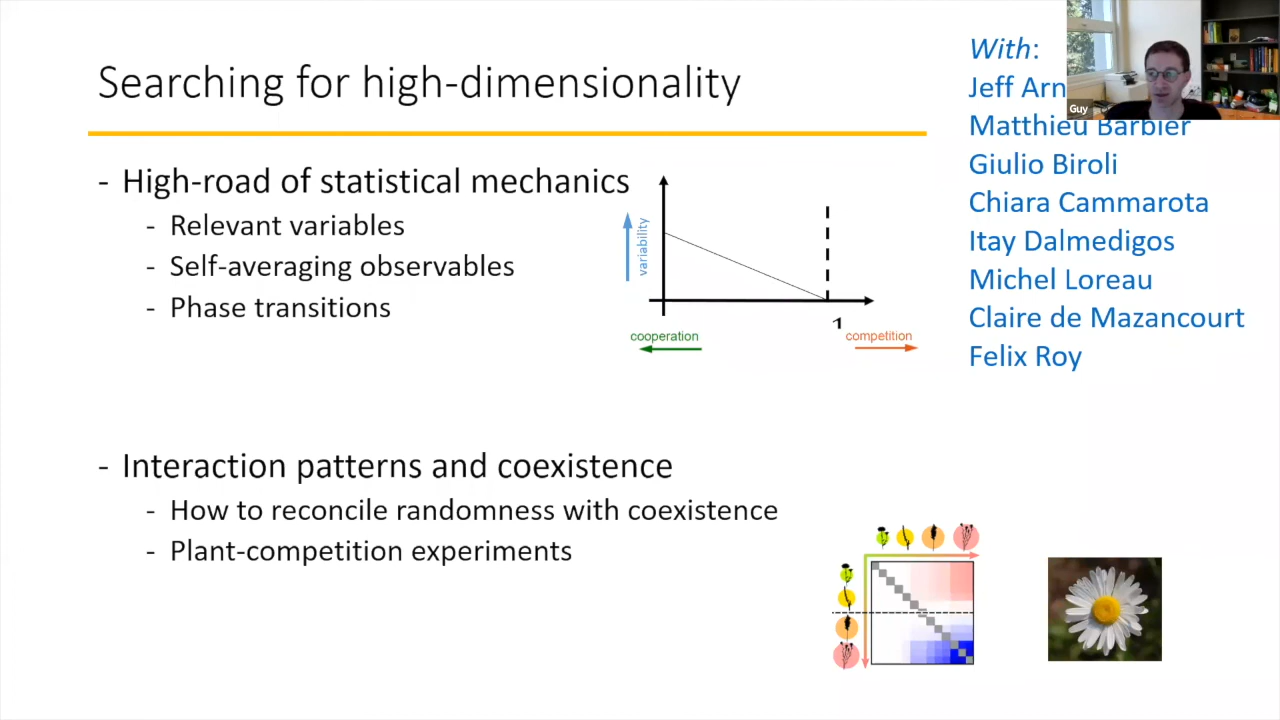 Searching for high-dimensionality
- High-road of statistical mechanics
- Relevant variables
- Self-averaging observables
- Phase transitions
variability
1
cooperation
competition
- Interaction patterns and coexistence
- How to reconcile randomness with coexistence
- Plant-competition experiments
With:
Jeff Arn
Matthieu Barbier
Giulio Biroli
Chiara Cammarota
Itay Dalmedigos
Michel Loreau
Claire de Mazancourt
Felix Roy
Guy